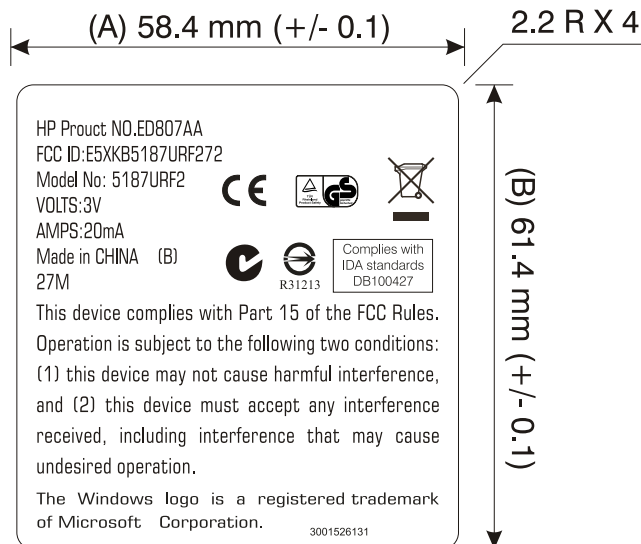 (A) 58.4 mm (+/- 0.1)
2.2 R X 4
HP Prouct NO.ED807AA
FCC ID:E5XKB5187URF272
Model No: 5187URF2
VOLTS:3V
AMPS:20mA
Made in CHINA (B)
27M
CE
GS
R31213
Complies with
IDA standards
DB100427
This device complies with Part 15 of the FCC Rules.
Operation is subject to the following two conditions:
(1) this device may not cause harmful interference,
and (2) this device must accept any interference
received, including interference that may cause
undesired operation.
The Windows logo is a registered trademark
of Microsoft Corporation.
3001526131
(B) 61.4 mm (+/- 0.1)